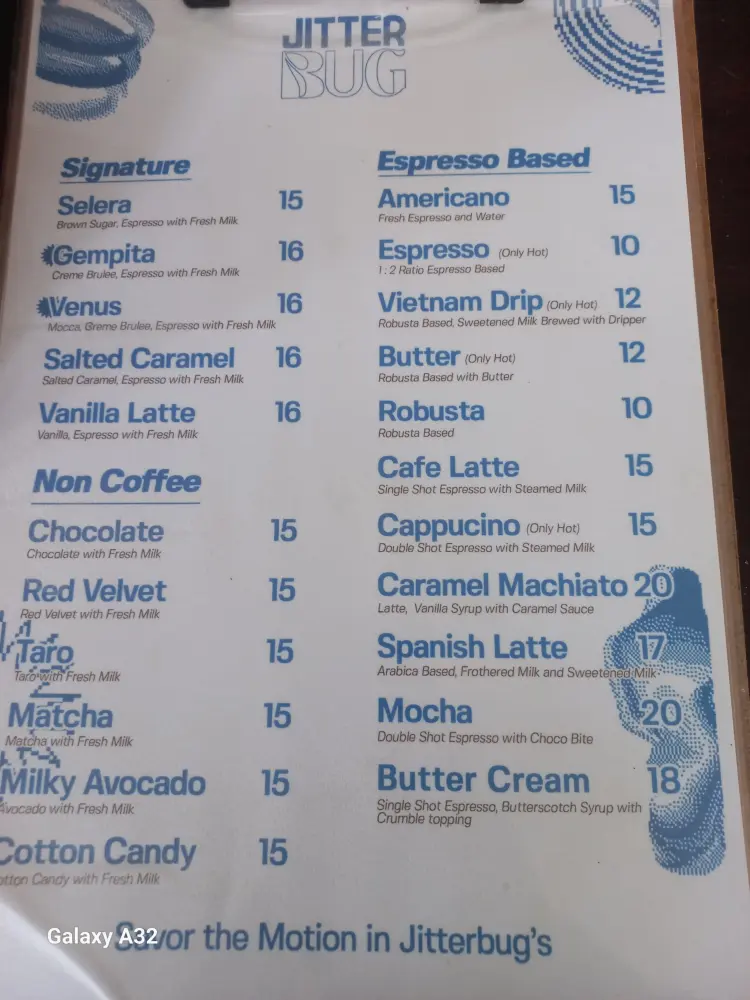 JITTER
BUG
Signature
Selera 15
Brown Sugar, Espresso with Fresh Milk
Gempita 16
Creme Brulee, Espresso with Fresh Milk
Venus 16
Mocca, Creme Brulee, Espresso with Fresh Milk
Salted Caramel 16
Salted Caramel, Espresso with Fresh Milk
Vanilla Latte 16
Vanilla, Espresso with Fresh Milk
Non Coffee
Chocolate 15
Chocolate with Fresh Milk
Red Velvet 15
Red Velvet with Fresh Milk
Taro 15
Taro with Fresh Milk
Matcha 15
Matcha with Fresh Milk
Milky Avocado 15
Avocado with Fresh Milk
Cotton Candy 15
otton Candy with Fresh Milk
Espresso Based
Americano 15
Fresh Espresso and Water
Espresso (Only Hot) 10
1 : 2 Ratio Espresso Based
Vietnam Drip (Only Hot) 12
Robusta Based, Sweetened Milk Brewed with Dripper
Butter (Only Hot) 12
Robusta Based with Butter
Robusta 10
Robusta Based
Cafe Latte 15
Single Shot Espresso with Steamed Milk
Cappucino (Only Hot) 15
Double Shot Espresso with Steamed Milk
Caramel Machiato 20
Latte, Vanilla Syrup with Caramel Sauce
Spanish Latte 17
Arabica Based, Frothered Milk and Sweetened Milk
Mocha 20
Double Shot Espresso with Choco Bite
Butter Cream 18
Single Shot Espresso, Butterscotch Syrup with
Crumble topping
Savor the Motion in Jitterbug's
Galaxy A32